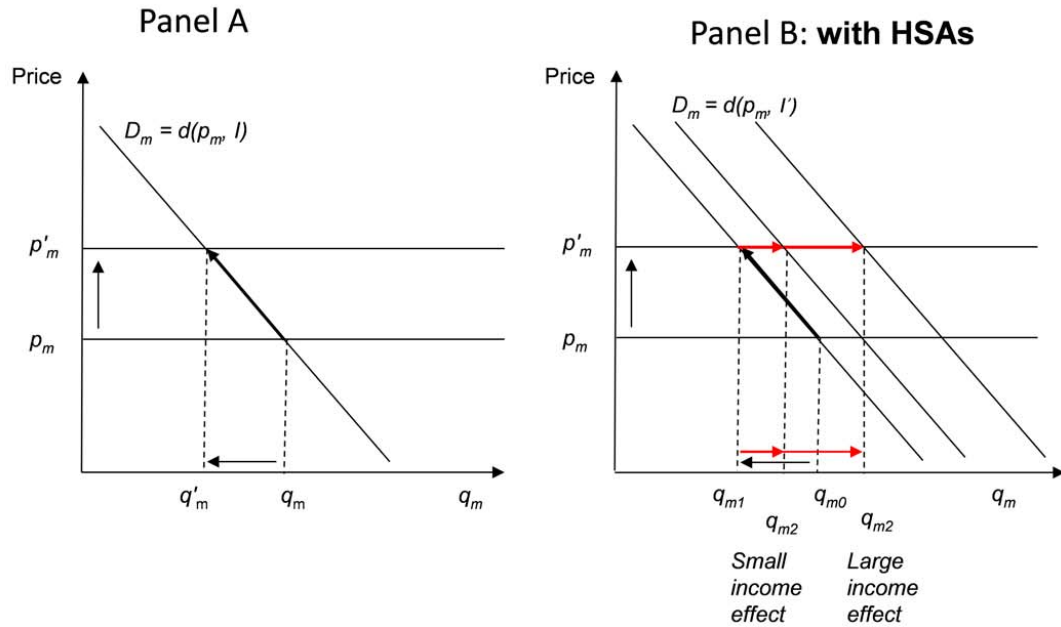 Panel A
Price
D_m = d(p_m, I)
p'_m
p_m
q'_m
q_m
q_m
Panel B: with HSAs
Price
D_m = d(p_m, I')
p'_m
p_m
q_m1
q_m0
q_m
q_m2
q_m2
Small
income
effect
Large
income
effect